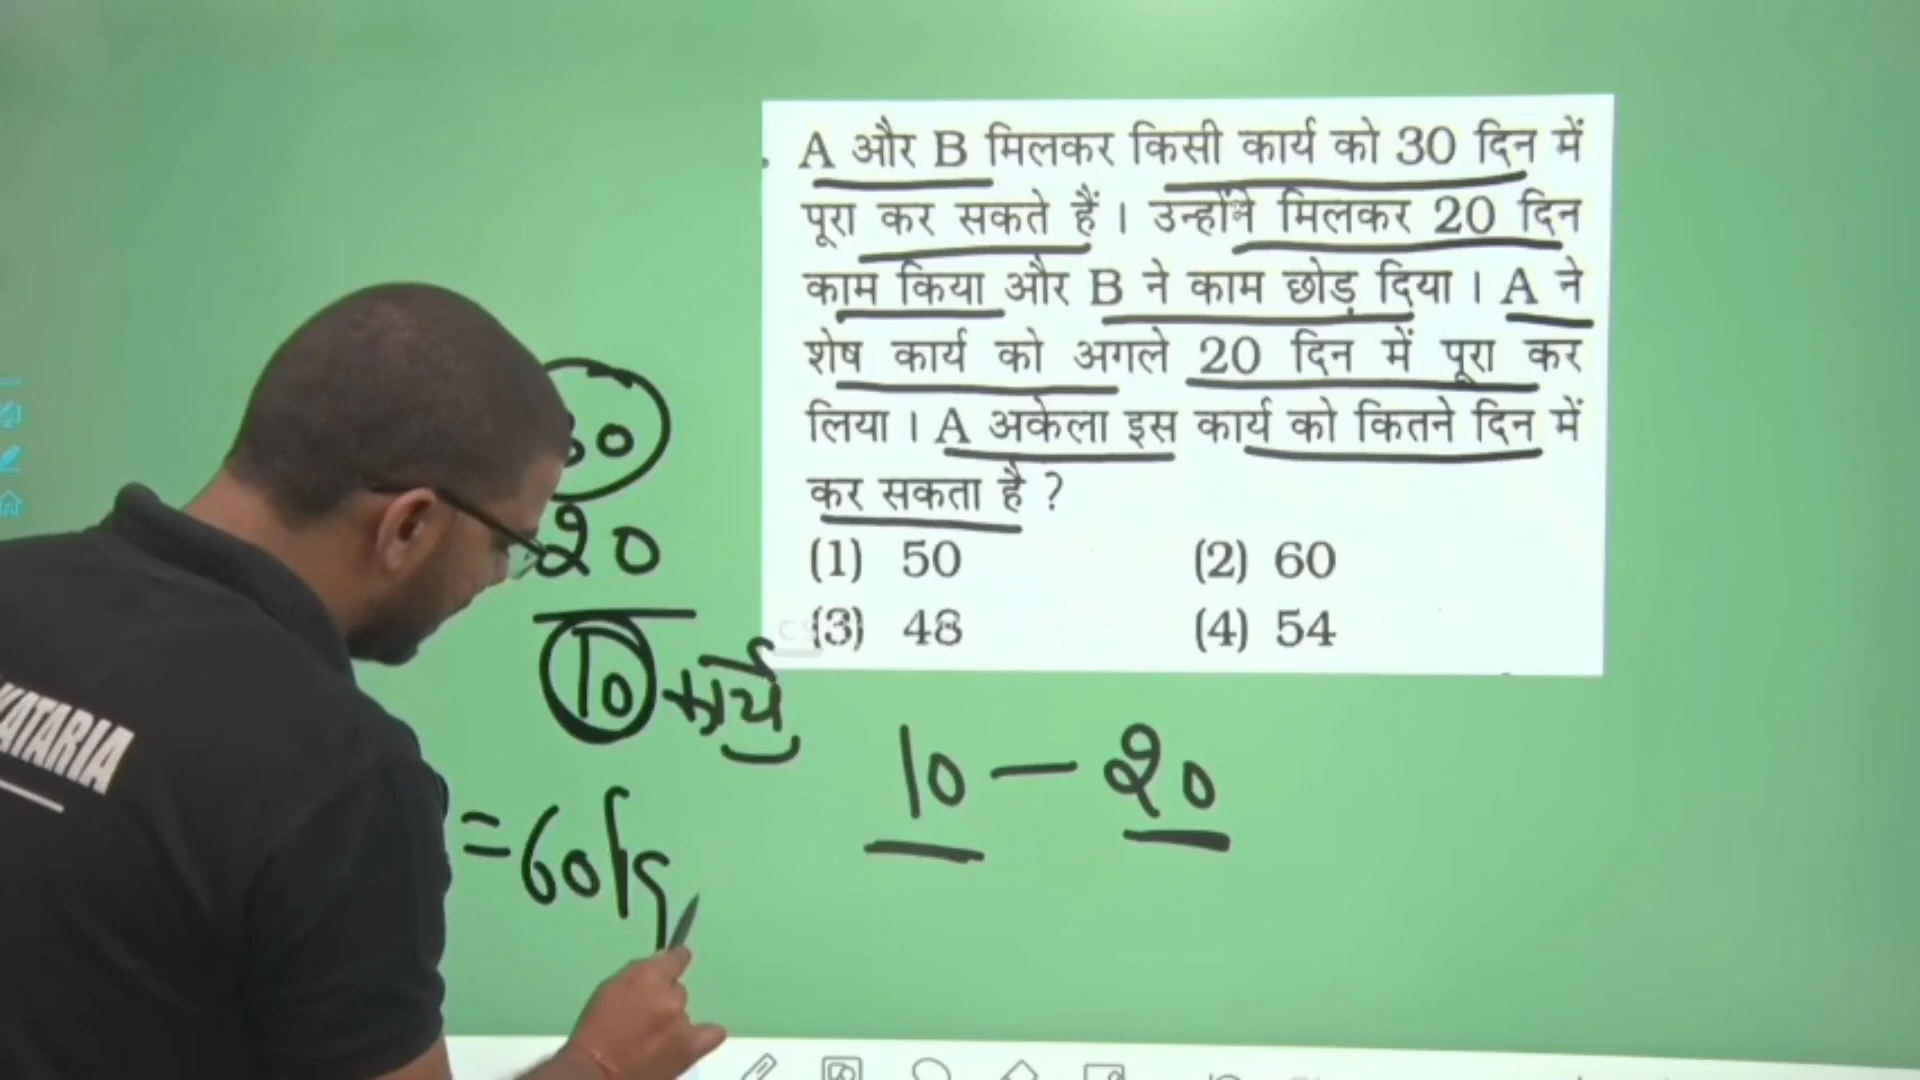 A और B मिलकर किसी कार्य को 30 दिन में
पूरा कर सकते हैं । उन्होंने मिलकर 20 दिन
काम किया और B ने काम छोड़ दिया । A ने
शेष कार्य को अगले 20 दिन में पूरा कर
लिया । A अकेला इस कार्य को कितने दिन में
कर सकता है ?
(1) 50 (2) 60
(3) 48 (4) 54
20
10 कार्य
10 — 20
= 60
KATARIA